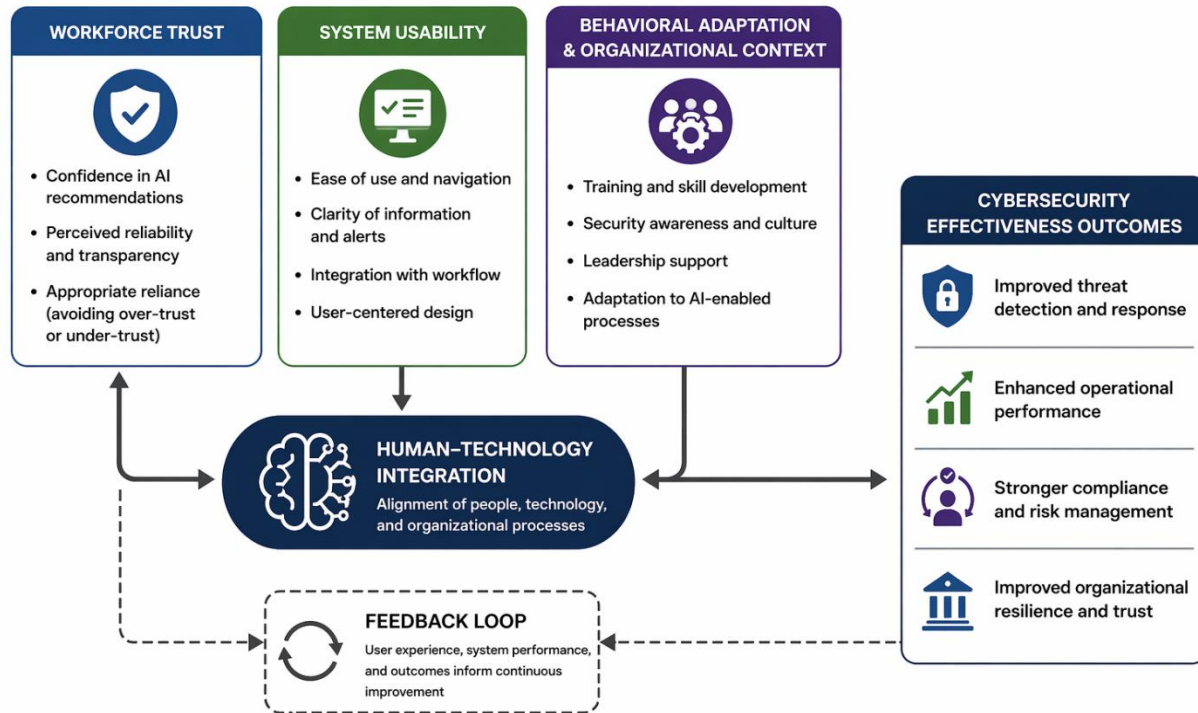 WORKFORCE TRUST
• Confidence in AI
recommendations
• Perceived reliability
and transparency
• Appropriate reliance
(avoiding over-trust
or under-trust)
SYSTEM USABILITY
• Ease of use and navigation
• Clarity of information
and alerts
• Integration with workflow
• User-centered design
BEHAVIORAL ADAPTATION
& ORGANIZATIONAL CONTEXT
• Training and skill development
• Security awareness and culture
• Leadership support
• Adaptation to AI-enabled
processes
HUMAN–TECHNOLOGY
INTEGRATION
Alignment of people, technology,
and organizational processes
CYBERSECURITY
EFFECTIVENESS OUTCOMES
Improved threat
detection and response
Enhanced operational
performance
Stronger compliance
and risk management
Improved organizational
resilience and trust
FEEDBACK LOOP
User experience, system performance,
and outcomes inform continuous
improvement